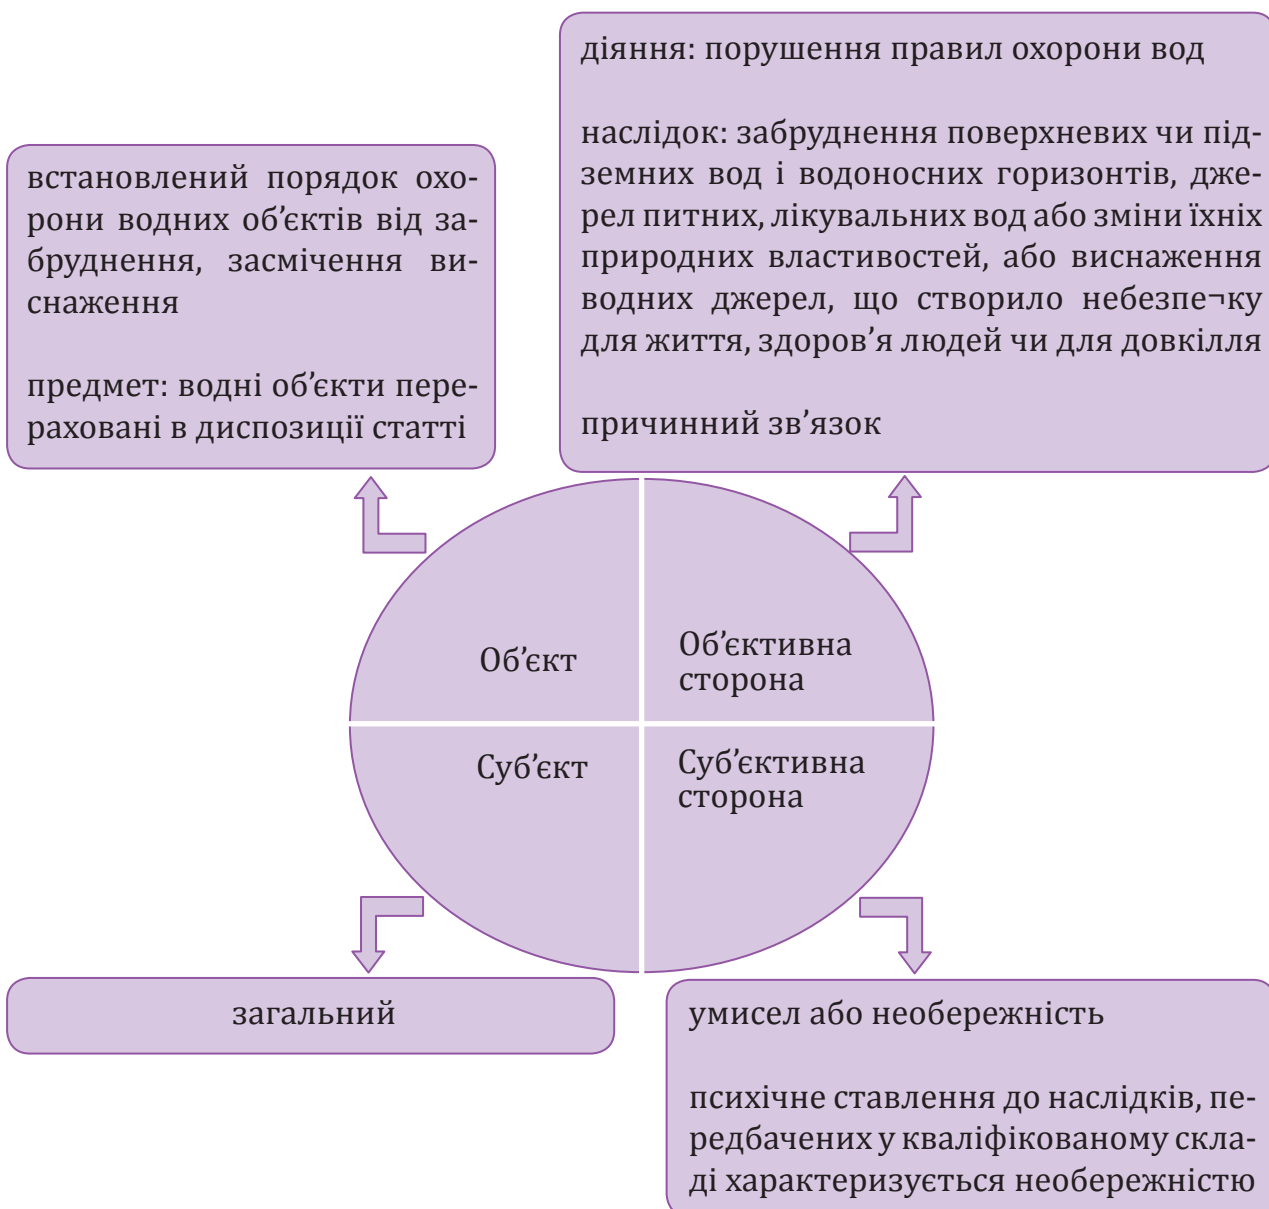 діяння: порушення правил охорони вод
наслідок: забруднення поверхневих чи під-
земних вод і водоносних горизонтів, дже-
рел питних, лікувальних вод або зміни їхніх
природних властивостей, або виснаження
водних джерел, що створило небезпе¬ку
для життя, здоров’я людей чи для довкілля
причинний зв’язок
встановлений порядок охо-
рони водних об’єктів від за-
бруднення, засмічення ви-
снаження
предмет: водні об’єкти пере-
раховані в диспозиції статті
Об’єкт
Об’єктивна
сторона
Суб’єкт
Суб’єктивна
сторона
загальний
умисел або необережність
психічне ставлення до наслідків, пе-
редбачених у кваліфікованому скла-
ді характеризується необережністю